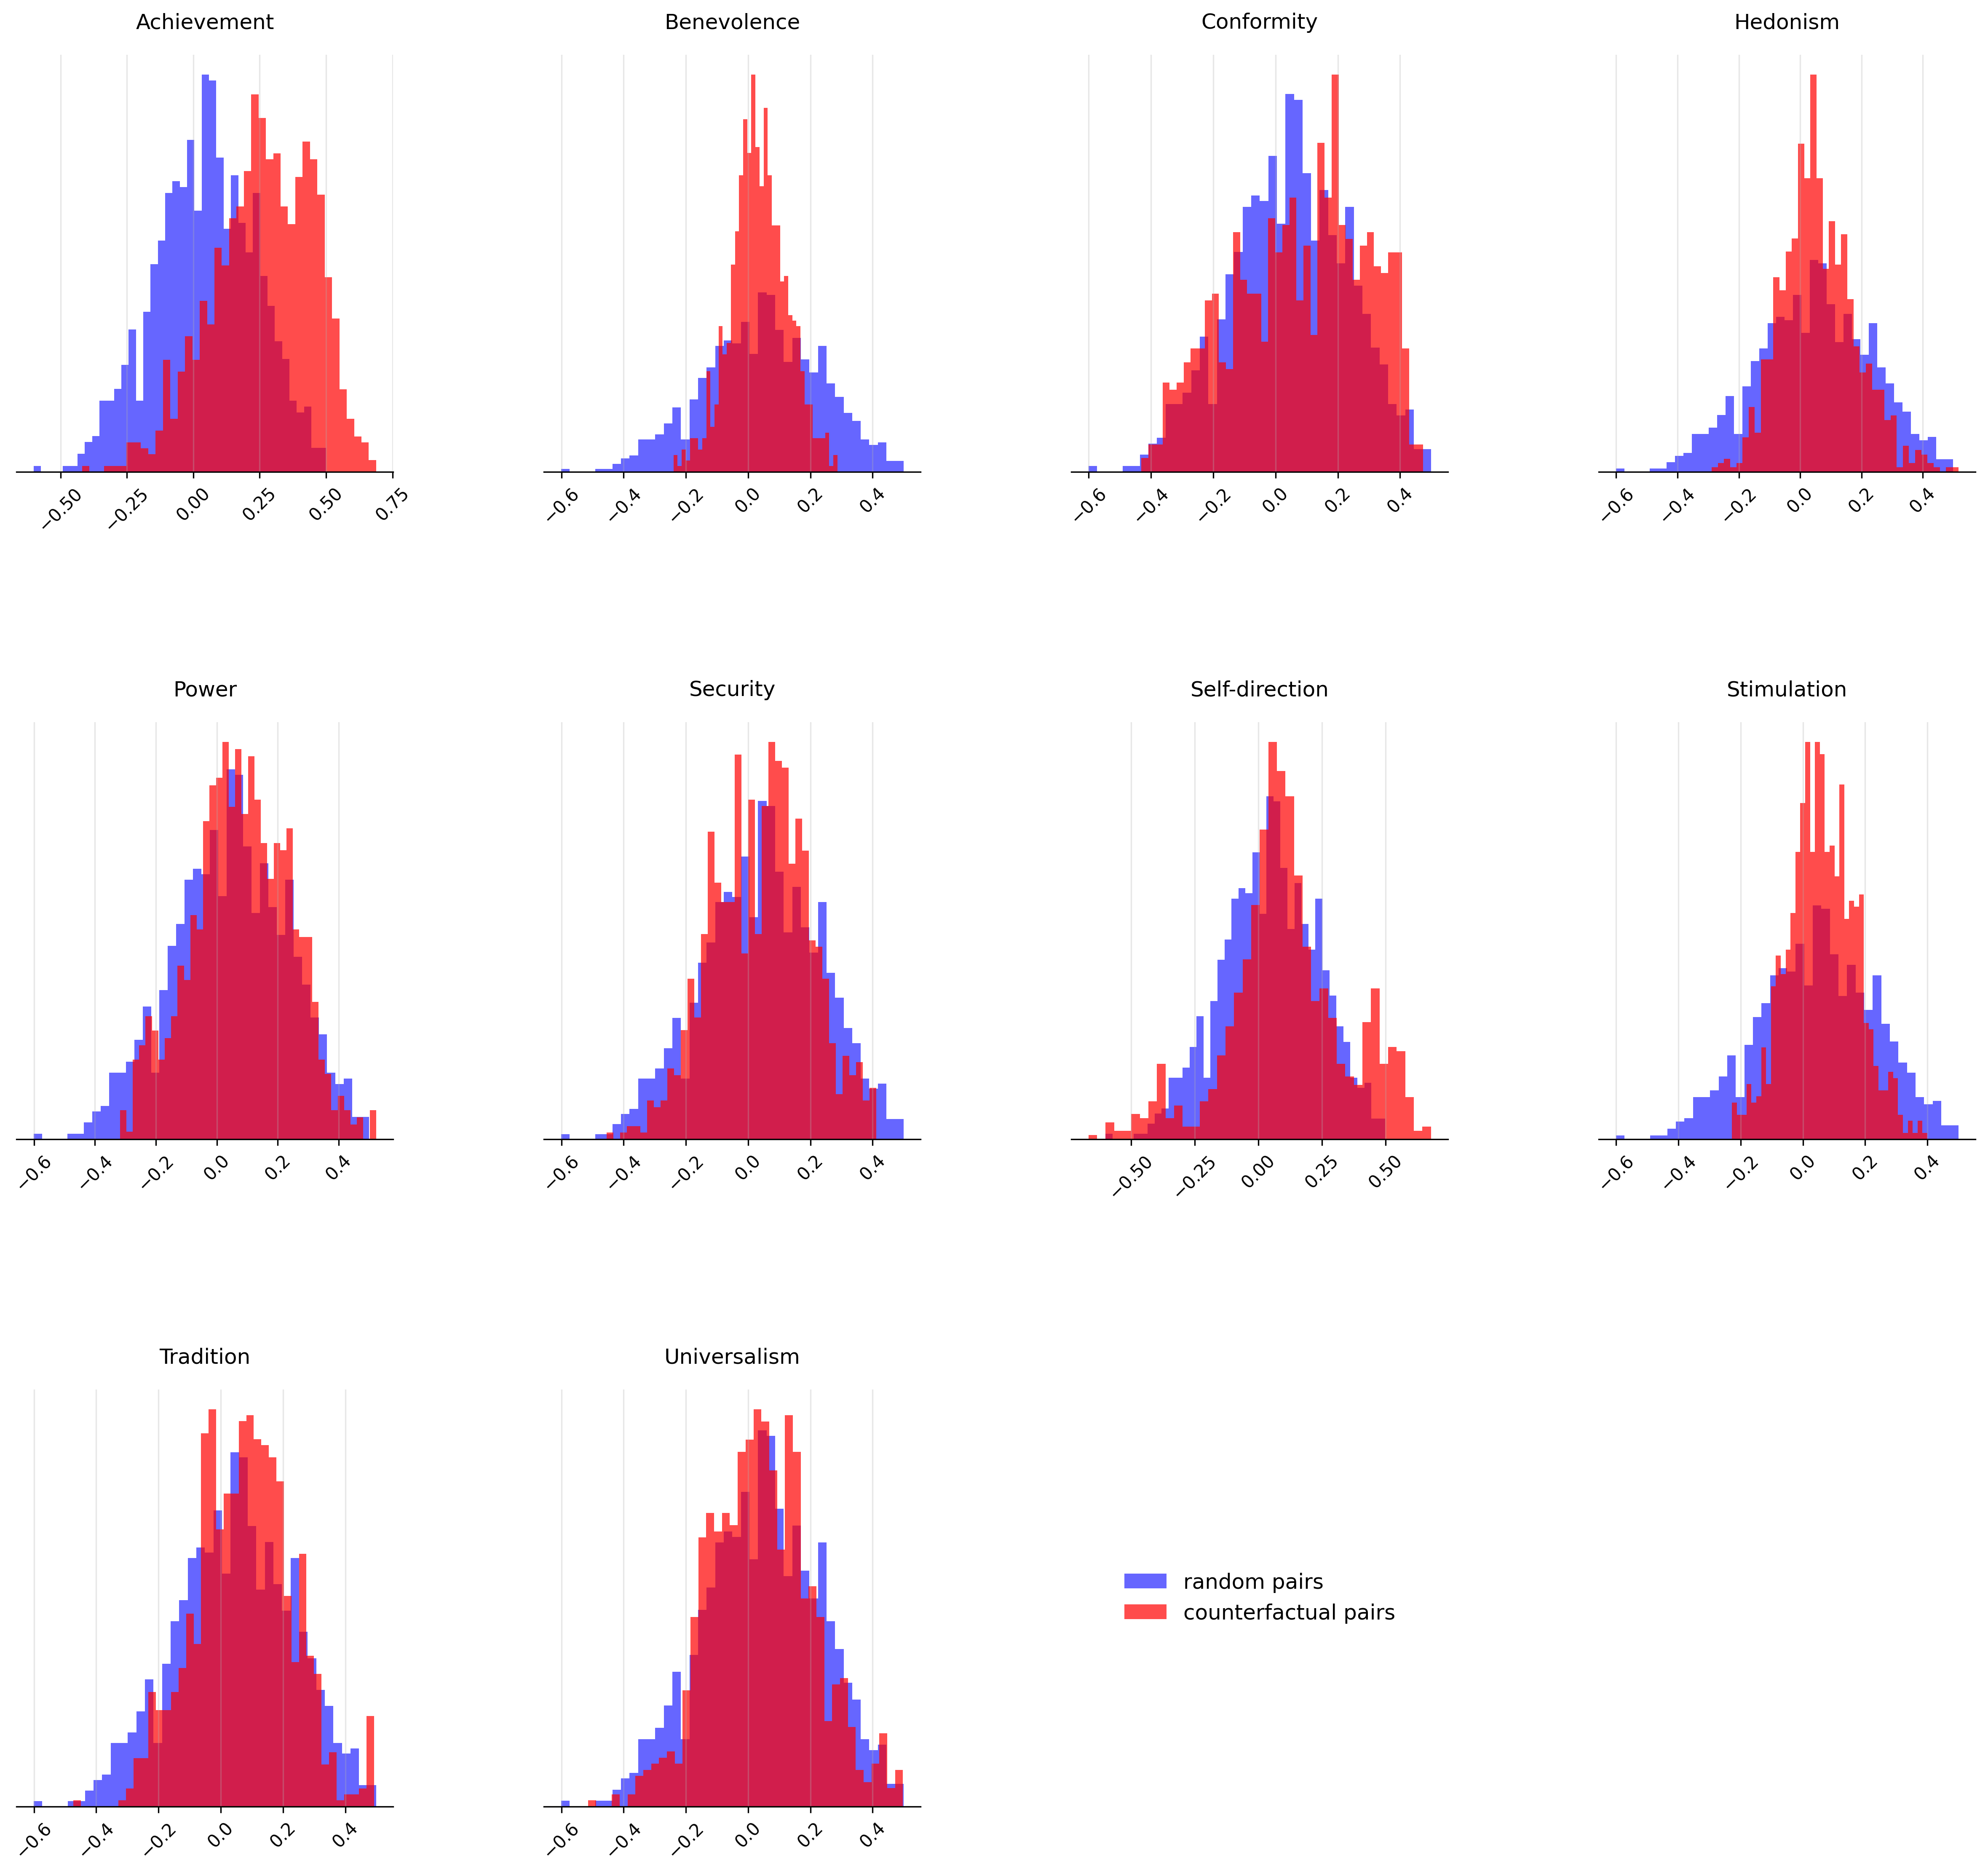 Achievement Benevolence Conformity Hedonism
−0.50 −0.25 0.00 0.25 0.50 0.75 −0.6 −0.4 −0.2 0.0 0.2 0.4 −0.6 −0.4 −0.2 0.0 0.2 0.4 −0.6 −0.4 −0.2 0.0 0.2 0.4
Power Security Self-direction Stimulation
−0.6 −0.4 −0.2 0.0 0.2 0.4 −0.6 −0.4 −0.2 0.0 0.2 0.4 −0.50 −0.25 0.00 0.25 0.50 −0.6 −0.4 −0.2 0.0 0.2 0.4
Tradition Universalism
random pairs
counterfactual pairs
−0.6 −0.4 −0.2 0.0 0.2 0.4 −0.6 −0.4 −0.2 0.0 0.2 0.4